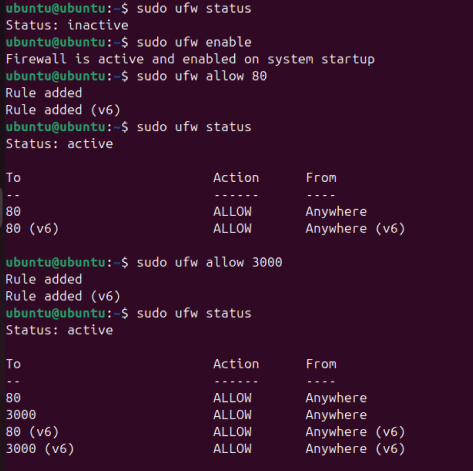 ubuntu@ubuntu:~$ sudo ufw status
Status: inactive
ubuntu@ubuntu:~$ sudo ufw enable
Firewall is active and enabled on system startup
ubuntu@ubuntu:~$ sudo ufw allow 80
Rule added
Rule added (v6)
ubuntu@ubuntu:~$ sudo ufw status
Status: active
To Action From
-- ------ ----
80 ALLOW Anywhere
80 (v6) ALLOW Anywhere (v6)
ubuntu@ubuntu:~$ sudo ufw allow 3000
Rule added
Rule added (v6)
ubuntu@ubuntu:~$ sudo ufw status
Status: active
To Action From
-- ------ ----
80 ALLOW Anywhere
3000 ALLOW Anywhere
80 (v6) ALLOW Anywhere (v6)
3000 (v6) ALLOW Anywhere (v6)